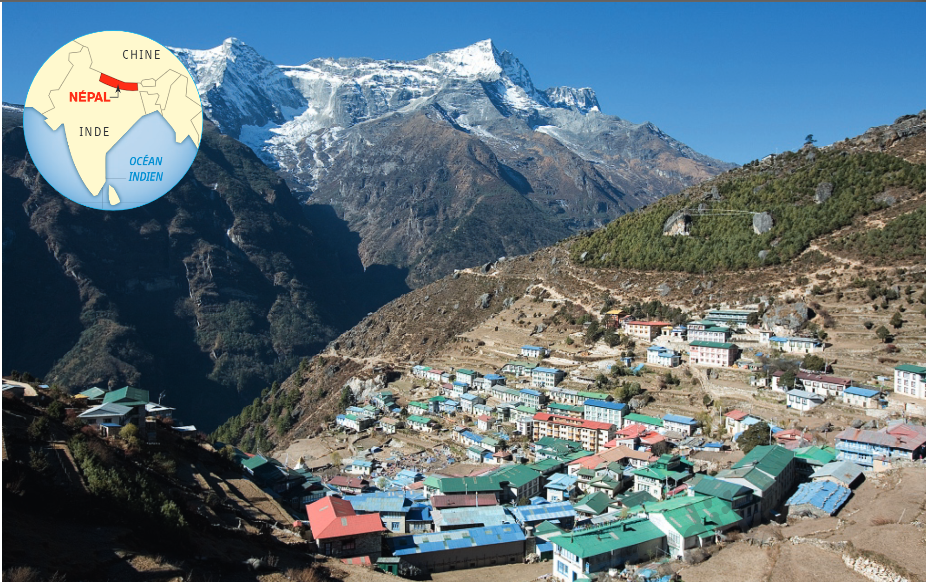 CHINE
NÉPAL
INDE
OCÉAN
INDIEN